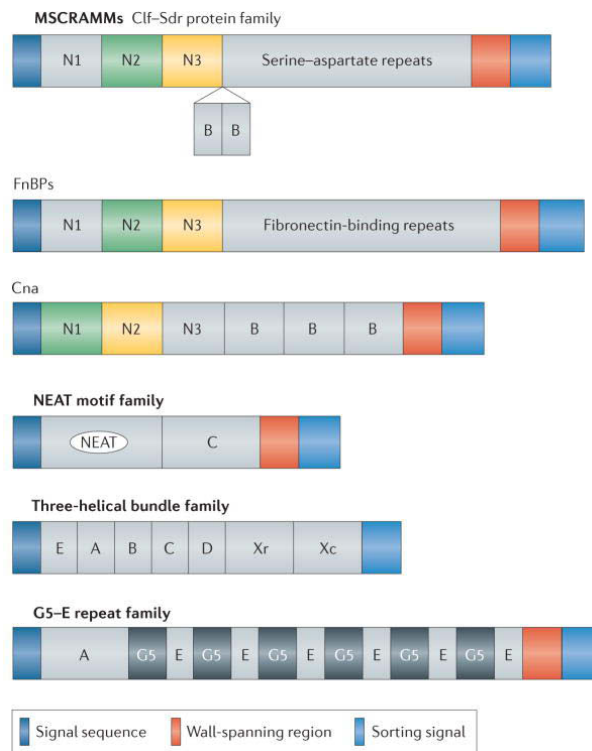 MSCRAMMs Clf–Sdr protein family
N1 N2 N3 Serine–aspartate repeats
B B
FnBPs
N1 N2 N3 Fibronectin-binding repeats
Cna
N1 N2 N3 B B B
NEAT motif family
NEAT C
Three-helical bundle family
E A B C D Xr Xc
G5–E repeat family
A G5 E G5 E G5 E G5 E G5 E G5 E
Signal sequence Wall-spanning region Sorting signal